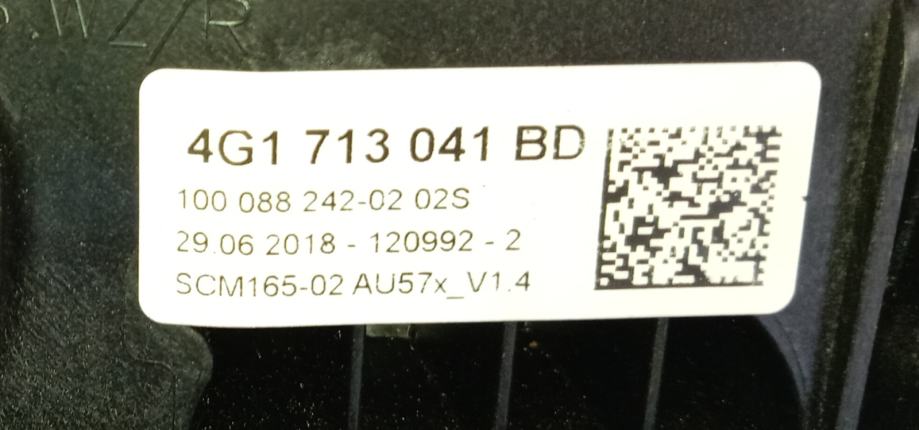 4G1 713 041 BD
100 088 242-02 02S
29.06 2018 - 120992 - 2
SCM165-02 AU57x_V1.4